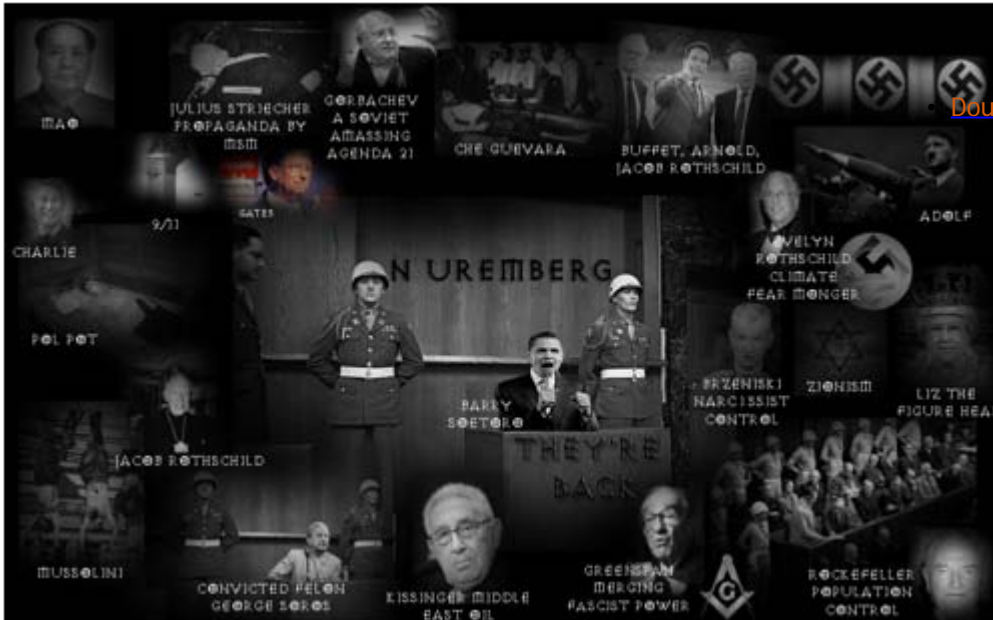 MAO
JULIUS STRIECHER
PROPAGANDA BY
MSM
GORBACHEV
A SOVIET
AMASSING
AGENDA 21
CHE GUEVARA
BUFFET, ARNOLD,
JACOB ROTHSCHILD
Dou
ADOLF
9/11
GATES
CHARLIE
EVELYN
ROTHSCHILD
CLIMATE
FEAR MONGER
N UREMBERG
POL POT
BARRY
SOETORO
BRZENISKI
NARCISSIST
CONTROL
ZIONISM
LIZ THE
FIGURE HEA
THEY'RE
BACK
JACOB ROTHSCHILD
MUSSOLINI
CONVICTED FELON
GEORGE SOROS
KISSINGER MIDDLE
EAST OIL
GREENSPAN
MERGING
FASCIST POWER
G
ROCKEFELLER
POPULATION
CONTROL